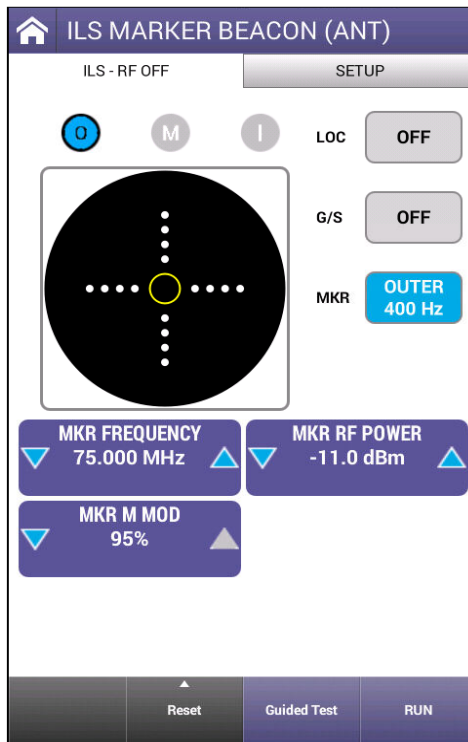 ILS MARKER BEACON (ANT)
ILS - RF OFF
SETUP
O
M
I
LOC
OFF
G/S
OFF
MKR
OUTER
400 Hz
MKR FREQUENCY
75.000 MHz
MKR RF POWER
-11.0 dBm
MKR M MOD
95%
Reset
Guided Test
RUN